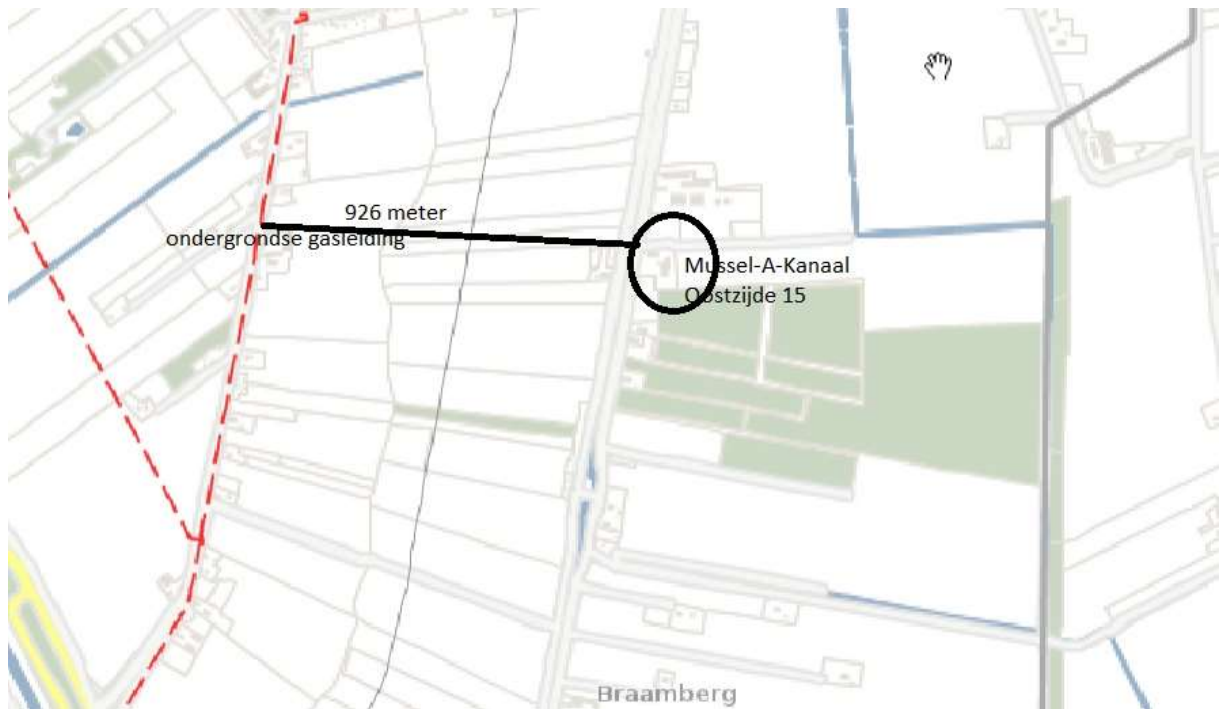 926 meter
ondergrondse gasleiding
Mussel-A-Kanaal
Oostzijde 15
Braamberg